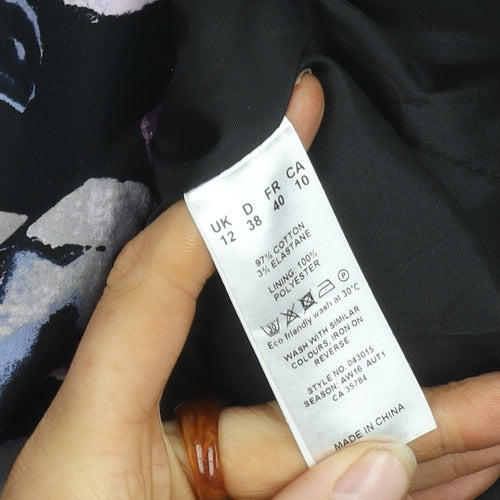 UK D FR CA
12 38 40 10
97% COTTON
3% ELASTANE
LINING: 100%
POLYESTER
Eco friendly wash at 30°C
WASH WITH SIMILAR
COLOURS, IRON ON
REVERSE
STYLE NO. 043015
SEASON: AW16 AUT1
CA 35784
MADE IN CHINA